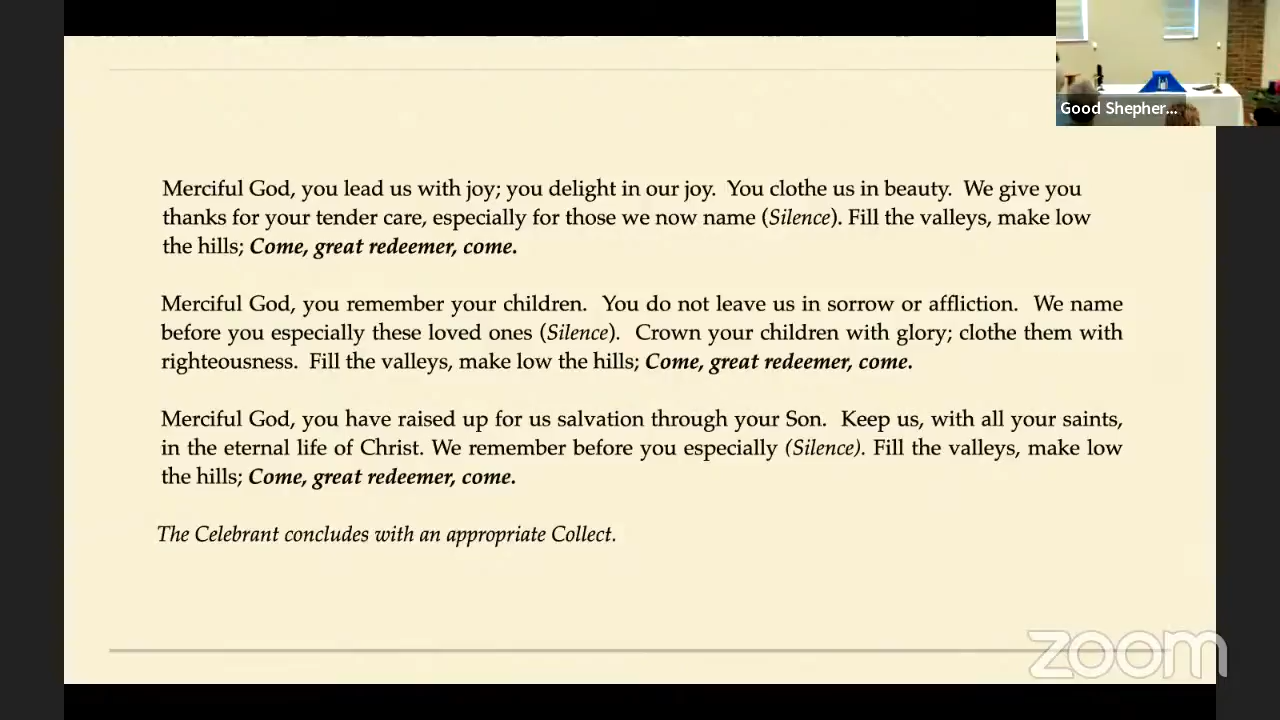 Good Shepher...
Merciful God, you lead us with joy; you delight in our joy. You clothe us in beauty. We give you
thanks for your tender care, especially for those we now name (Silence). Fill the valleys, make low
the hills; Come, great redeemer, come.
Merciful God, you remember your children. You do not leave us in sorrow or affliction. We name
before you especially these loved ones (Silence). Crown your children with glory; clothe them with
righteousness. Fill the valleys, make low the hills; Come, great redeemer, come.
Merciful God, you have raised up for us salvation through your Son. Keep us, with all your saints,
in the eternal life of Christ. We remember before you especially (Silence). Fill the valleys, make low
the hills; Come, great redeemer, come.
The Celebrant concludes with an appropriate Collect.
zoom